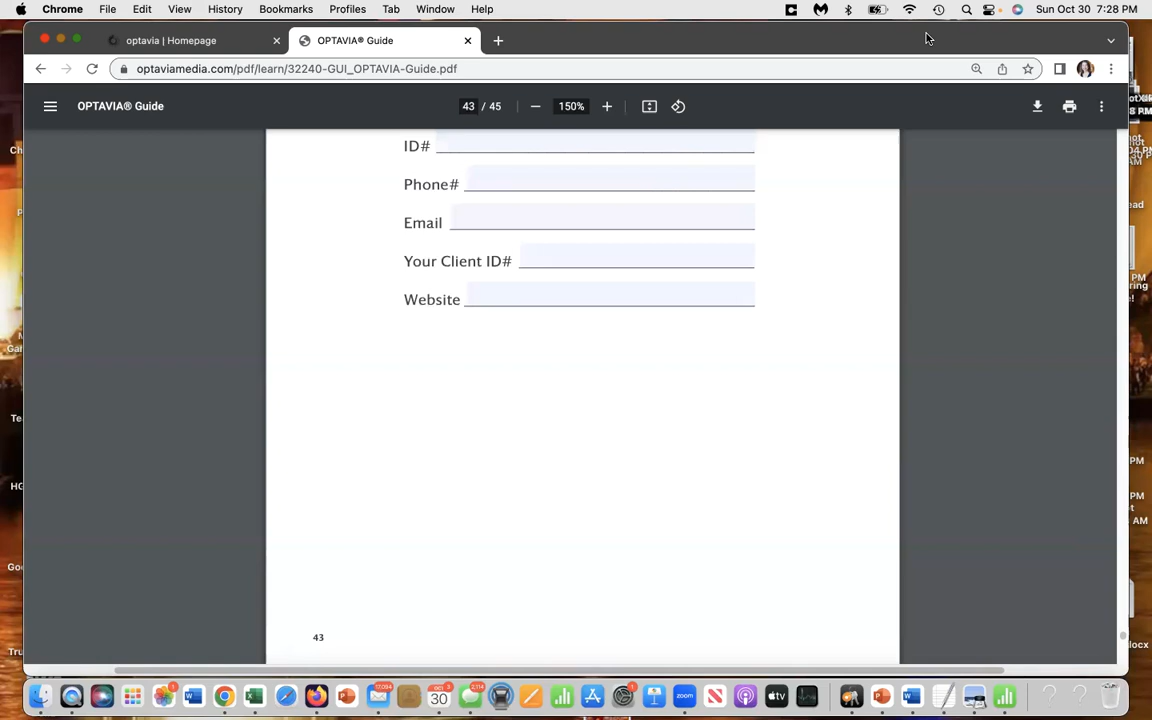 Chrome File Edit View History Bookmarks Profiles Tab Window Help Sun Oct 30 7:28 PM
optavia | Homepage OPTAVIA® Guide
optaviamedia.com/pdf/learn/32240-GUI_OPTAVIA-Guide.pdf
OPTAVIA® Guide 43 / 45 150%
ID#
Phone#
Email
Your Client ID#
Website
43